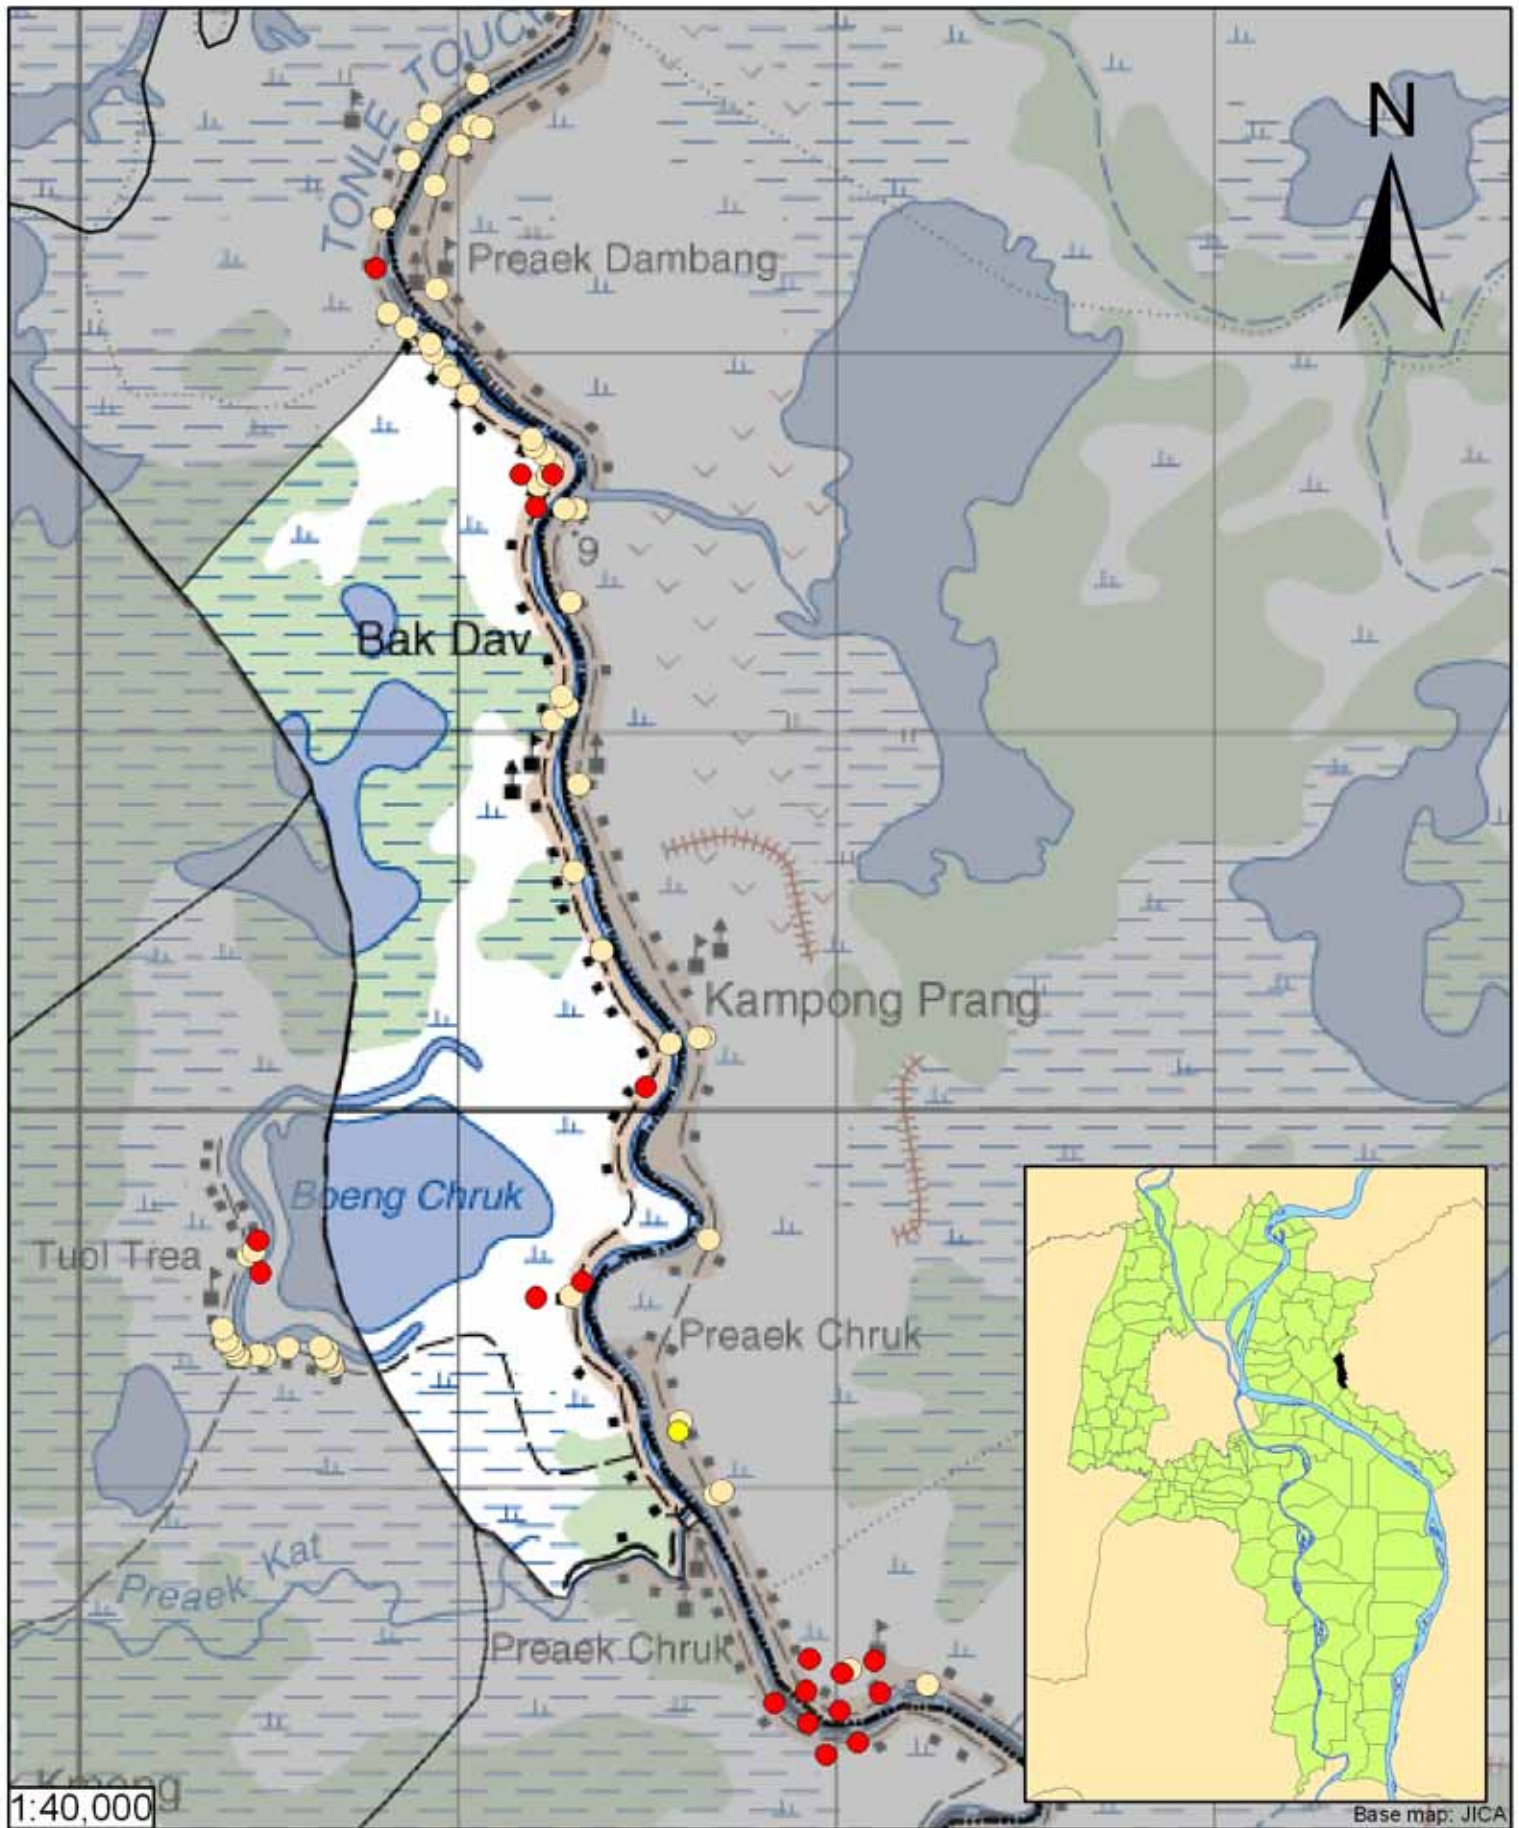 TONLE TOUCH
N
Preaek Dambang
9
Bak Dav
Kampong Prang
Boeng Chruk
Tuol Trea
Preaek Chruk
Preaek Kat
Preaek Chruk
1:40,000
Base map: JICA